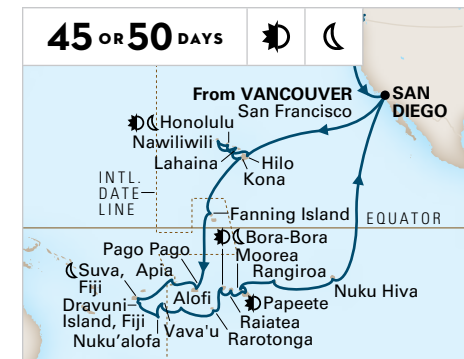 45 OR 50 DAYS
From VANCOUVER
San Francisco
SAN
DIEGO
Honolulu
Nawiliwili
Lahaina
Hilo
Kona
INTL.
DATE
LINE
Fanning Island
EQUATOR
Bora-Bora
Pago Pago
Moorea
Suva,
Fiji
Apia
Rangiroa
Nuku Hiva
Dravuni
Island, Fiji
Alofi
Papeete
Raiatea
Vava'u
Nuku'alofa
Rarotonga